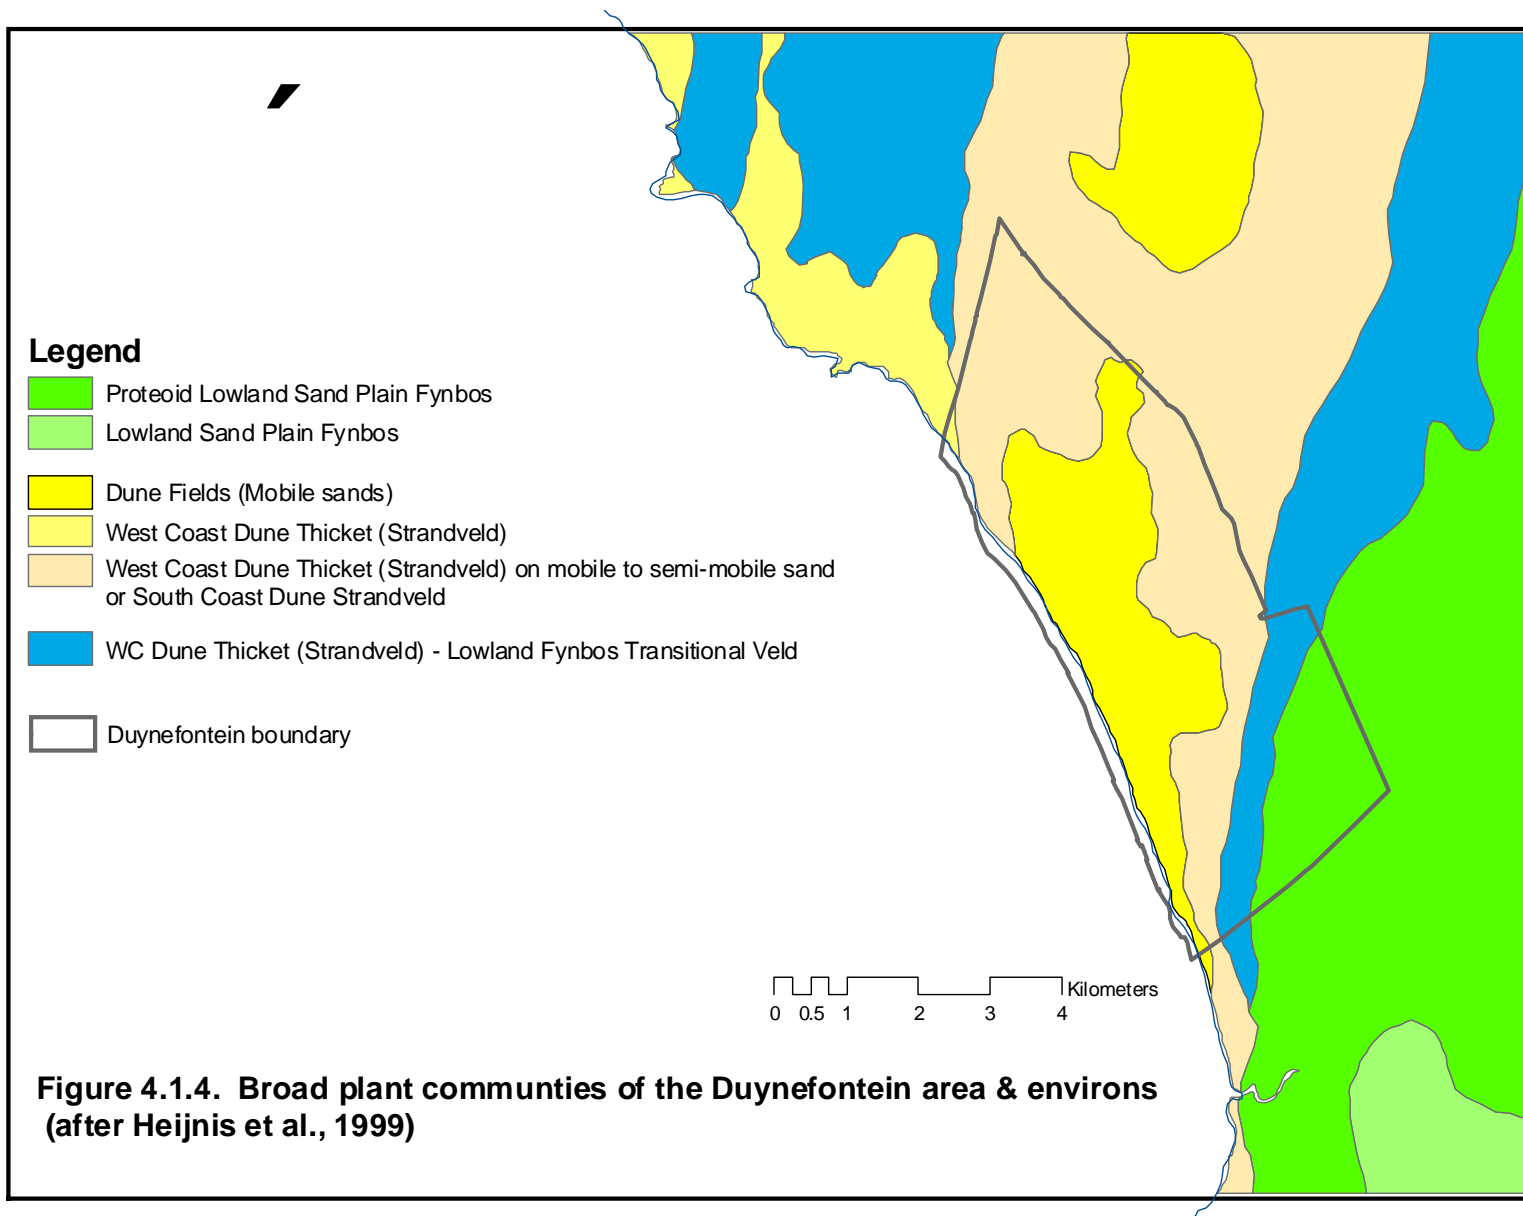 Legend
Proteoid Lowland Sand Plain Fynbos
Lowland Sand Plain Fynbos
Dune Fields (Mobile sands)
West Coast Dune Thicket (Strandveld)
West Coast Dune Thicket (Strandveld) on mobile to semi-mobile sand
or South Coast Dune Strandveld
WC Dune Thicket (Strandveld) - Lowland Fynbos Transitional Veld
Duynefontein boundary
Kilometers
0 0.5 1 2 3 4
Figure 4.1.4. Broad plant communties of the Duynefontein area & environs
(after Heijnis et al., 1999)